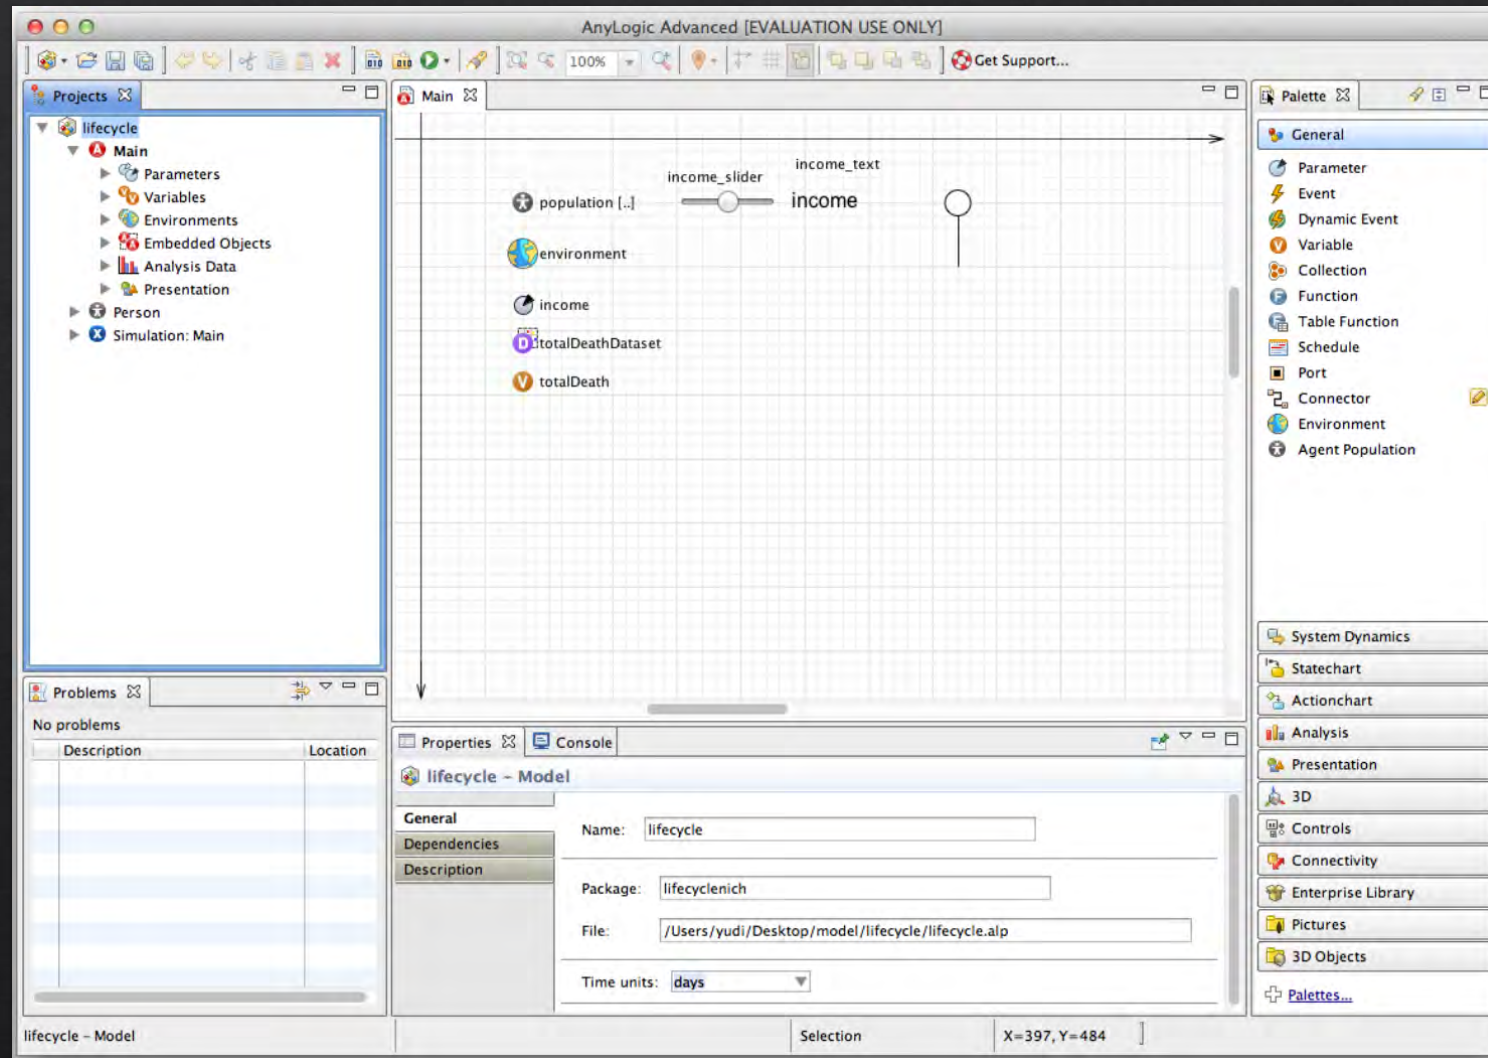 AnyLogic Advanced [EVALUATION USE ONLY]
100%
Get Support...
Projects
lifecycle
Main
Parameters
Variables
Environments
Embedded Objects
Analysis Data
Presentation
Person
Simulation: Main
Problems
No problems
Description Location
Main
income_text
income_slider
population [..]
income
environment
income
totalDeathDataset
totalDeath
Properties Console
lifecycle - Model
General
Dependencies
Description
Name: lifecycle
Package: lifecyclenich
File: /Users/yudi/Desktop/model/lifecycle/lifecycle.alp
Time units: days
Palette
General
Parameter
Event
Dynamic Event
Variable
Collection
Function
Table Function
Schedule
Port
Connector
Environment
Agent Population
System Dynamics
Statechart
Actionchart
Analysis
Presentation
3D
Controls
Connectivity
Enterprise Library
Pictures
3D Objects
Palettes...
lifecycle - Model
Selection
X=397, Y=484